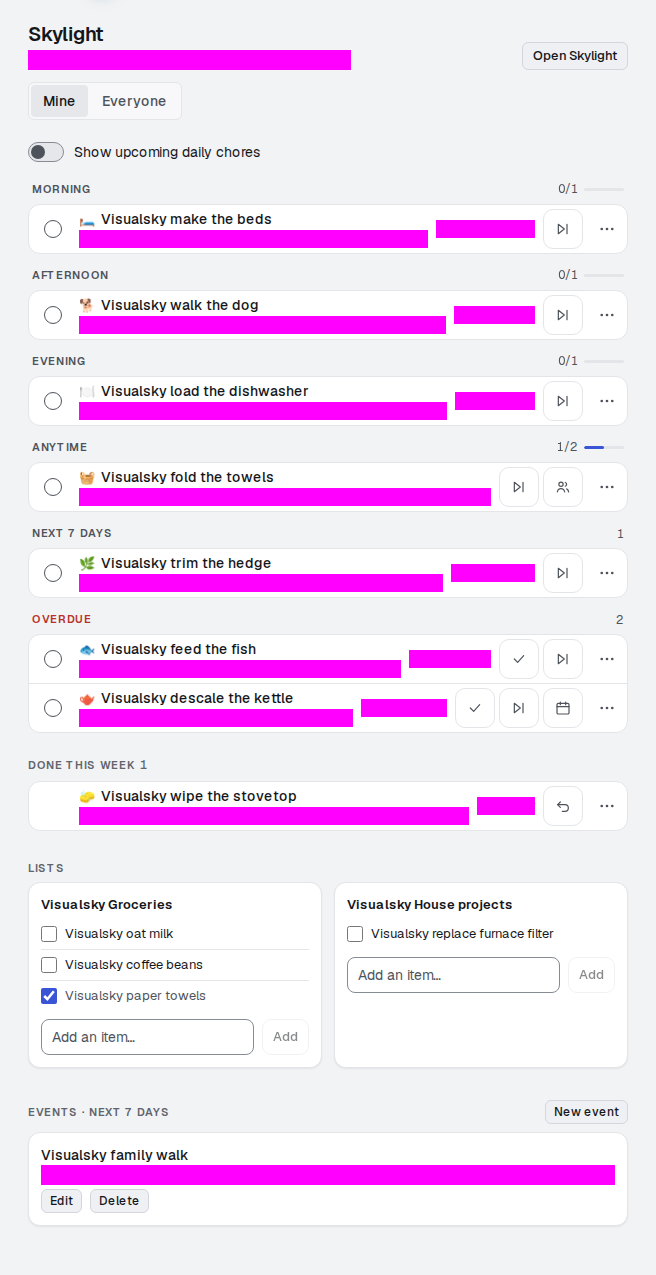 Skylight
Open Skylight
Mine Everyone
Show upcoming daily chores
MORNING 0/1
Visualsky make the beds
AFTERNOON 0/1
Visualsky walk the dog
EVENING 0/1
Visualsky load the dishwasher
ANYTIME 1/2
Visualsky fold the towels
NEXT 7 DAYS 1
Visualsky trim the hedge
OVERDUE 2
Visualsky feed the fish
Visualsky descale the kettle
DONE THIS WEEK 1
Visualsky wipe the stovetop
LISTS
Visualsky Groceries
Visualsky oat milk
Visualsky coffee beans
Visualsky paper towels
Add an item… Add
Visualsky House projects
Visualsky replace furnace filter
Add an item… Add
EVENTS · NEXT 7 DAYS New event
Visualsky family walk
Edit Delete